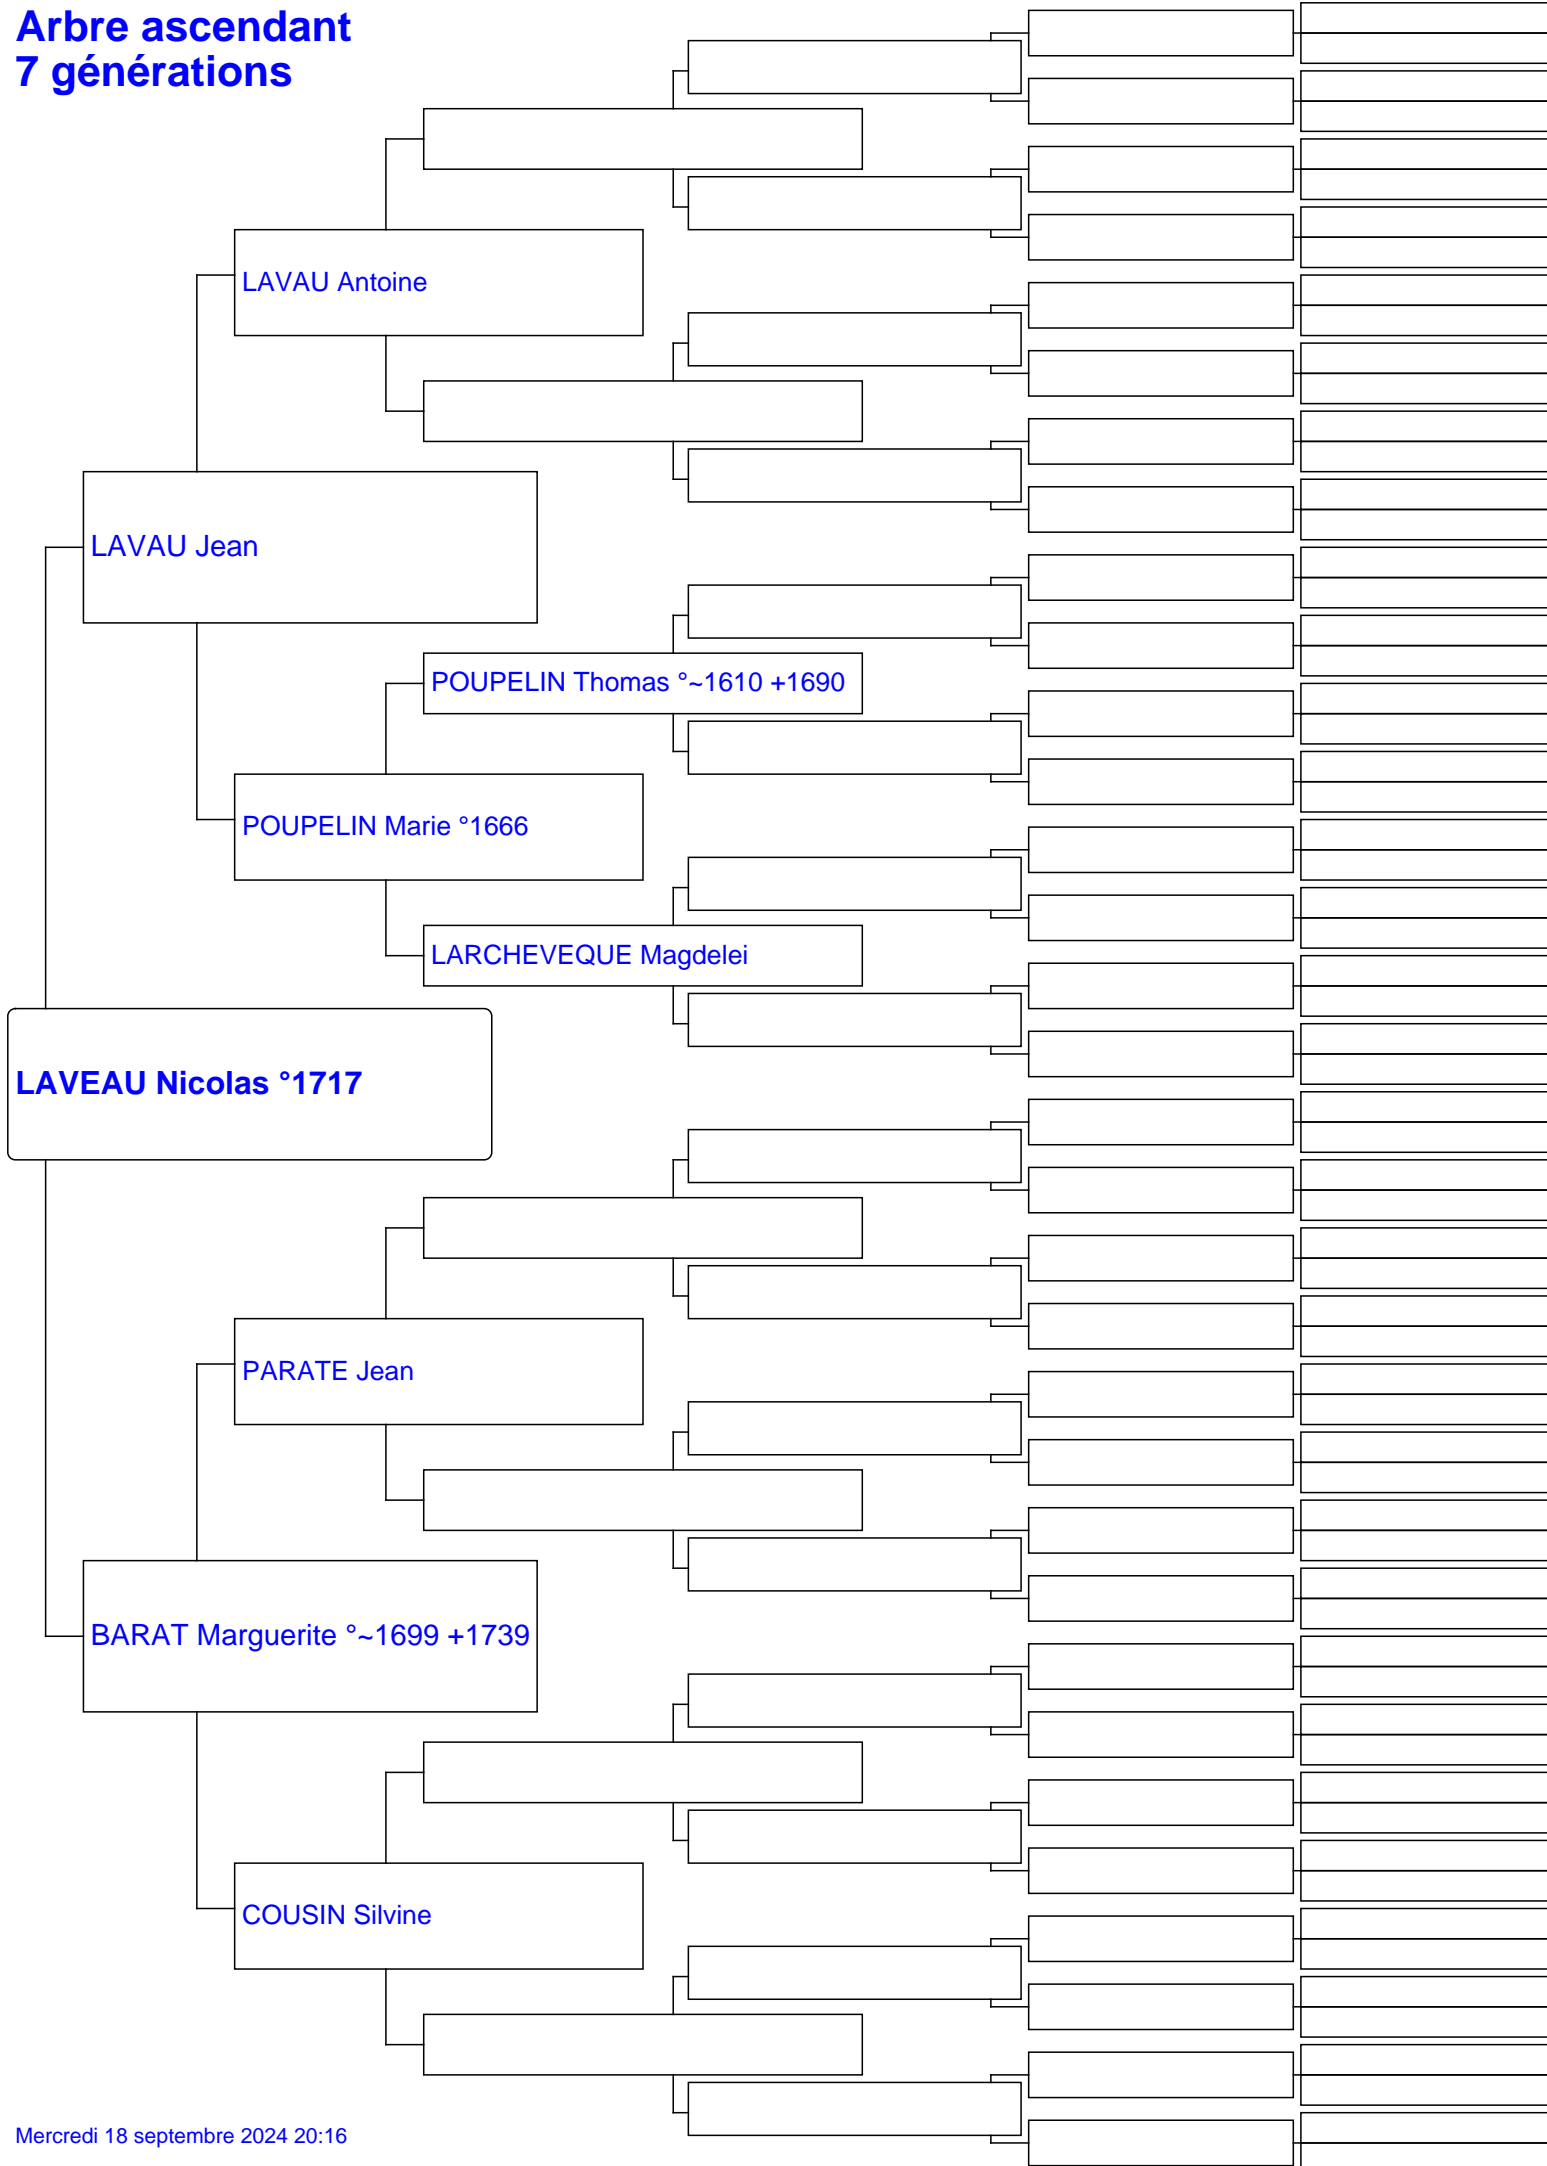 Arbre ascendant
7 générations
LAVAU Antoine
LAVAU Jean
POUPELIN Thomas °~1610 +1690
POUPELIN Marie °1666
LARCHEVEQUE Magdelei
LAVEAU Nicolas °1717
PARATE Jean
BARAT Marguerite °~1699 +1739
COUSIN Silvine
Mercredi 18 septembre 2024 20:16